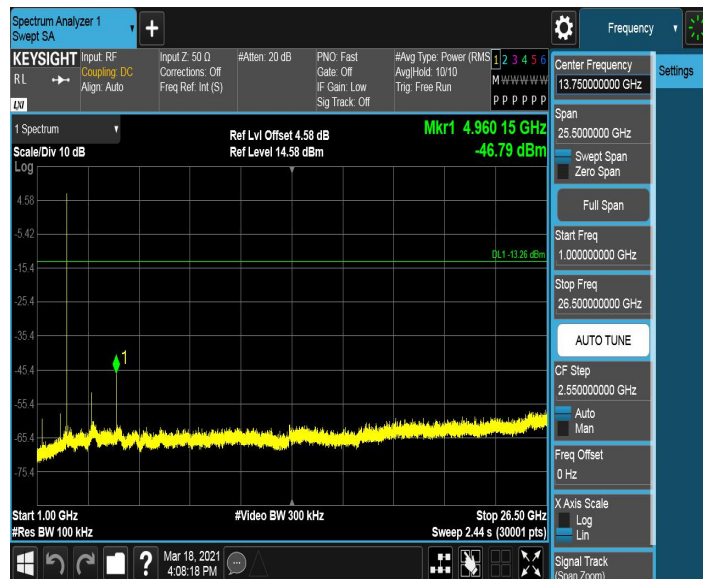 Spectrum Analyzer 1
Swept SA
+
Frequency
Settings
KEYSIGHT
RL
LXI
Input: RF
Coupling: DC
Align: Auto
Input Z: 50 Ω
Corrections: Off
Freq Ref: Int (S)
#Atten: 20 dB
PNO: Fast
Gate: Off
IF Gain: Low
Sig Track: Off
#Avg Type: Power (RMS
Avg|Hold: 10/10
Trig: Free Run
1 2 3 4 5 6
M W W W W W
P P P P P P
1 Spectrum
Scale/Div 10 dB
Log
Ref Lvl Offset 4.58 dB
Ref Level 14.58 dBm
Mkr1 4.960 15 GHz
-46.79 dBm
4.58
-5.42
-15.4
-25.4
-35.4
-45.4
-55.4
-65.4
-75.4
DL1 -13.26 dBm
1
Start 1.00 GHz
#Res BW 100 kHz
#Video BW 300 kHz
Stop 26.50 GHz
Sweep 2.44 s (30001 pts)
Center Frequency
13.750000000 GHz
Span
25.5000000 GHz
Swept Span
Zero Span
Full Span
Start Freq
1.000000000 GHz
Stop Freq
26.500000000 GHz
AUTO TUNE
CF Step
2.550000000 GHz
Auto
Man
Freq Offset
0 Hz
X Axis Scale
Log
Lin
Signal Track
(Span Zoom)
?
Mar 18, 2021
4:08:18 PM